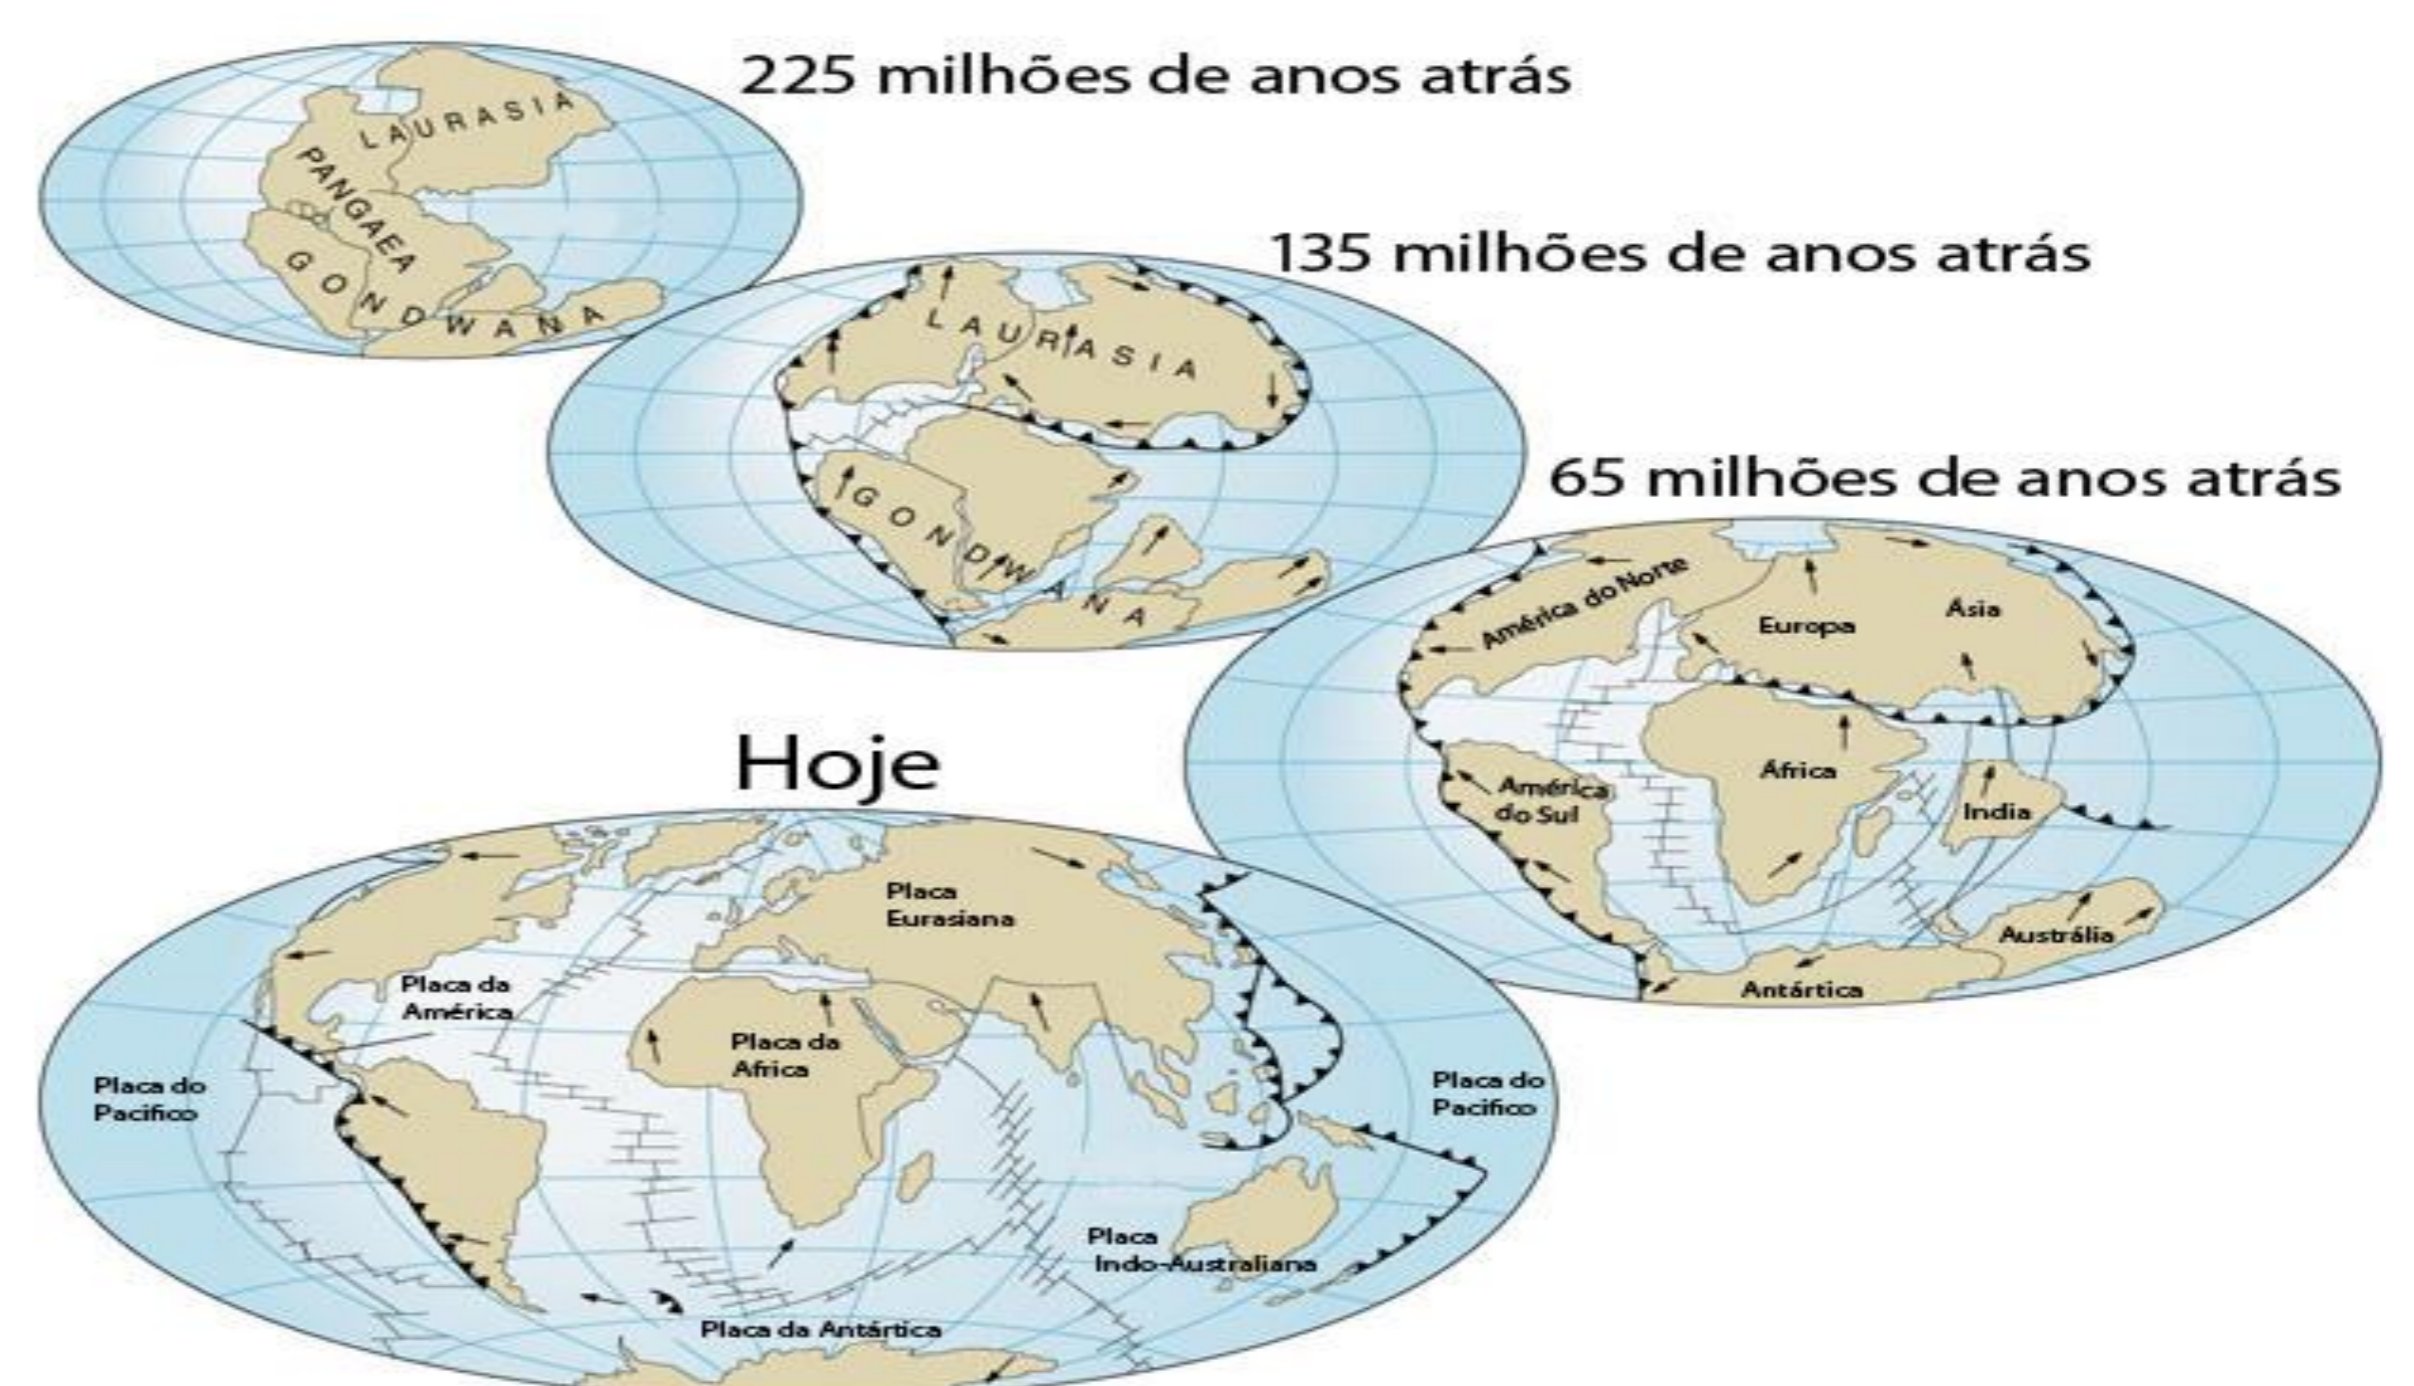 225 milhões de anos atrás
LAURASIA
PANGAEA
GONDWANA
135 milhões de anos atrás
LAURASIA
GONDWANA
65 milhões de anos atrás
América do Norte
Europa
Ásia
África
América
do Sul
India
Austrália
Antártica
Hoje
Placa
Eurasiana
Placa da
América
Placa da
Africa
Placa do
Pacifico
Placa do
Pacifico
Placa
Indo-Australiana
Placa da Antártica